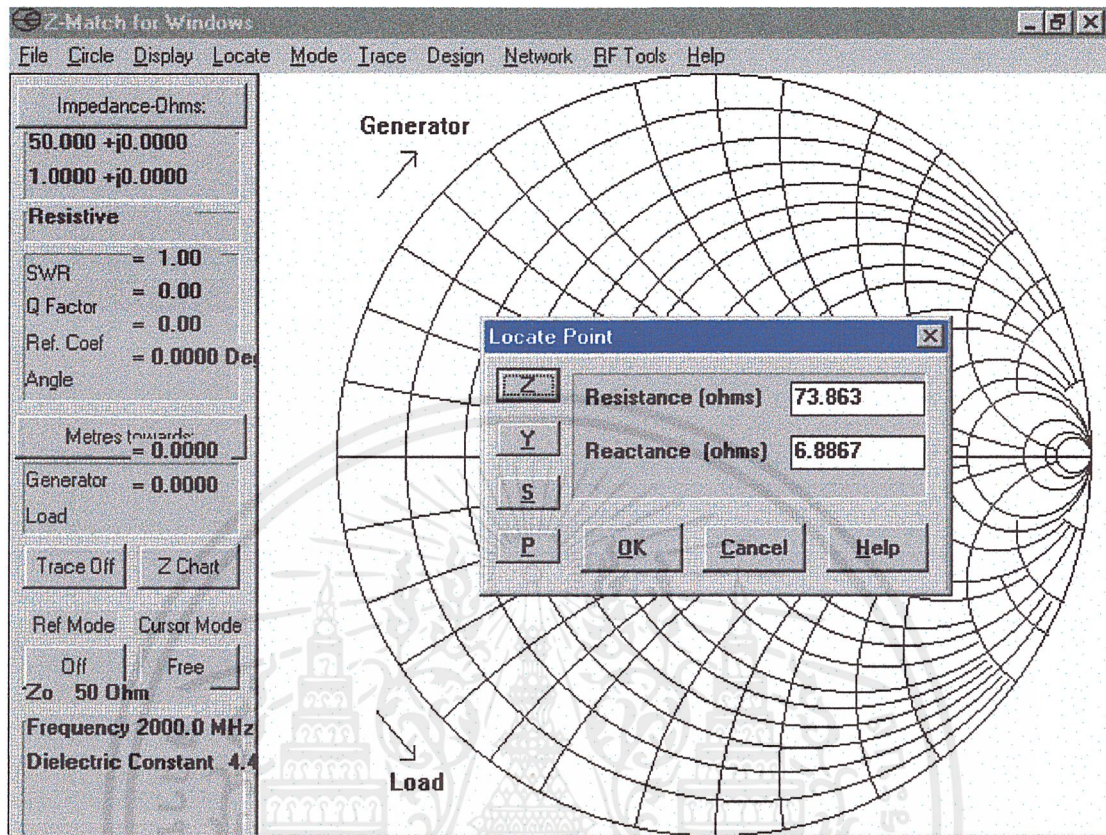 Z-Match for Windows
File Circle Display Locate Mode Trace Design Network RF Tools Help
Impedance-Ohms:
50.000 +j0.0000
1.0000 +j0.0000
Resistive
SWR = 1.00
Q Factor = 0.00
Ref. Coef = 0.00
Angle = 0.0000 Deg
Metres towards:
Generator = 0.0000
Load = 0.0000
Trace Off Z Chart
Ref Mode Cursor Mode
Off Free
Zo 50 Ohm
Frequency 2000.0 MHz
Dielectric Constant 4.4
Generator
Locate Point
Z
Resistance (ohms) 73.863
Y
Reactance (ohms) 6.8867
S
P
OK Cancel Help
Load